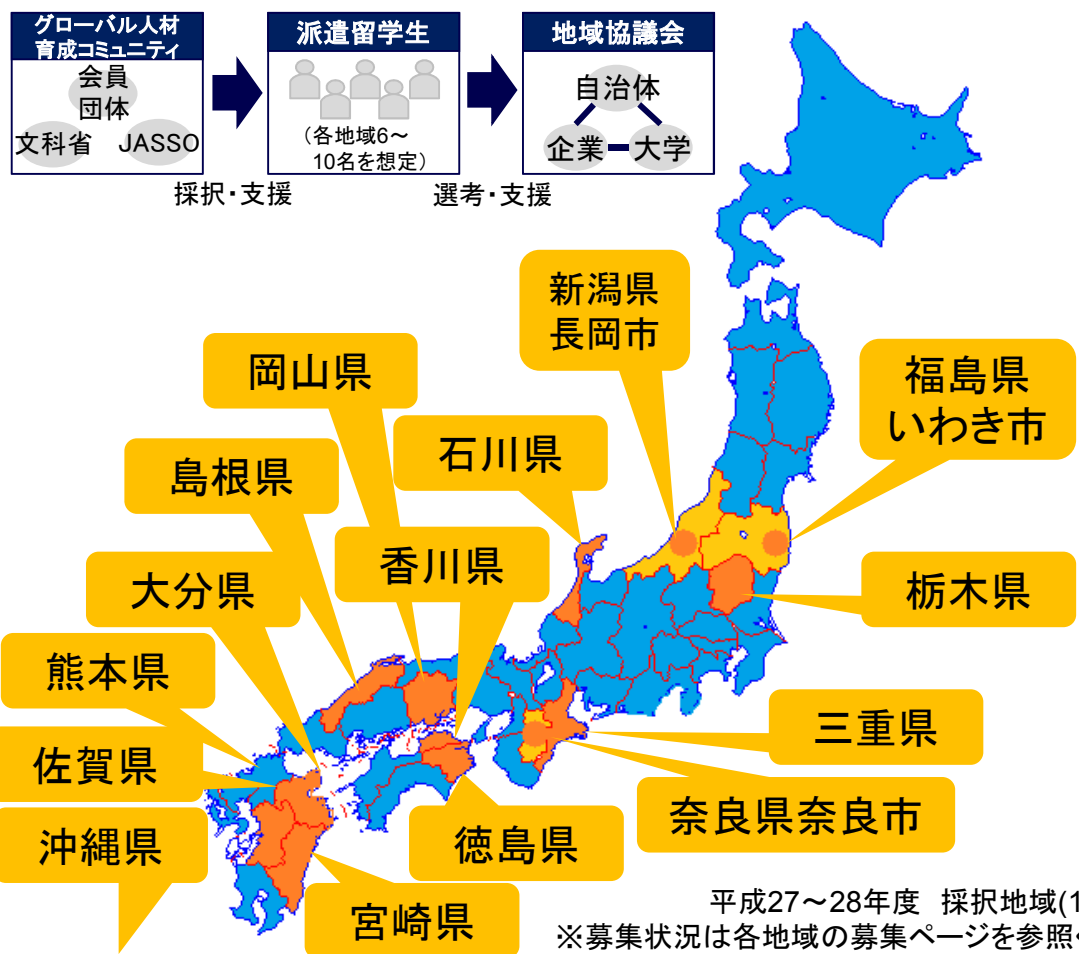 グローバル人材
育成コミュニティ
会員
団体
文科省 JASSO
派遣留学生
(各地域6～
10名を想定)
地域協議会
自治体
企業 大学
採択・支援
選考・支援
新潟県
長岡市
岡山県
福島県
いわき市
石川県
島根県
香川県
大分県
栃木県
熊本県
三重県
佐賀県
奈良県奈良市
沖縄県
徳島県
宮崎県
平成27～28年度 採択地域(1
※募集状況は各地域の募集ページを参照